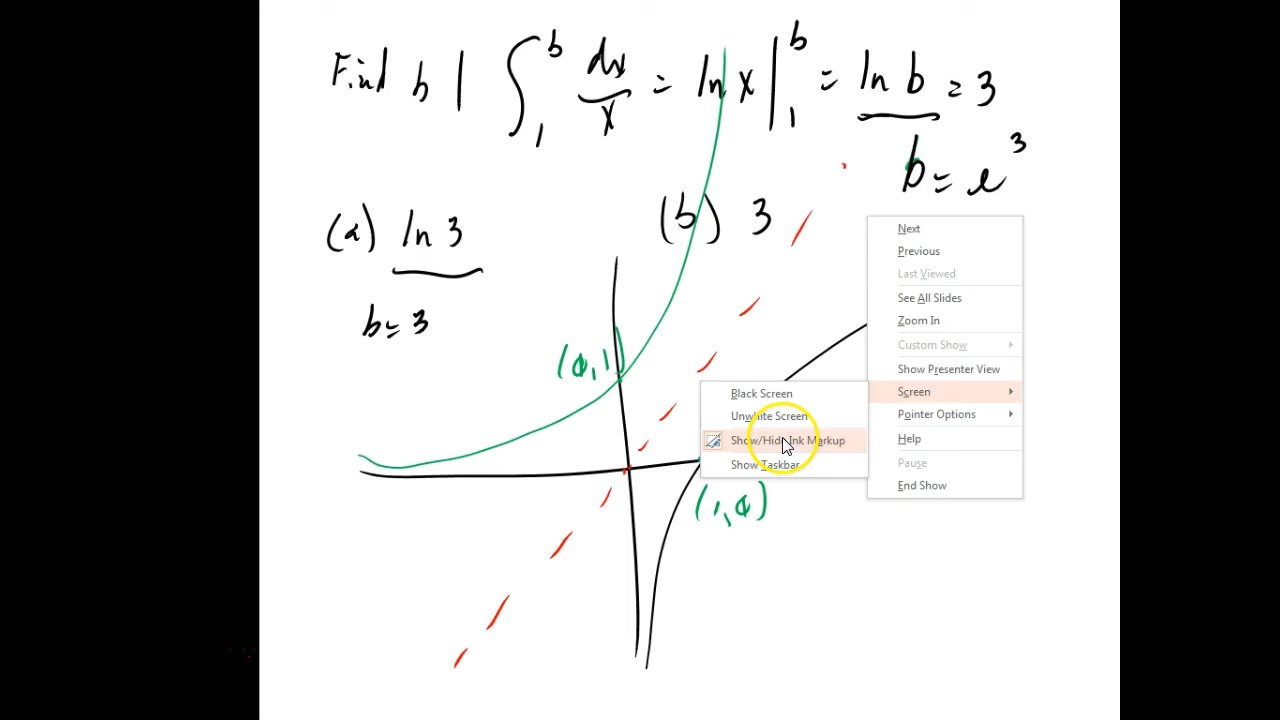 Find b | ∫₁ᵇ dx/x = ln x |₁ᵇ = ln b = 3
b = e³
(a) ln 3 (b) 3
b = 3
(0,1)
(1,0)
Next
Previous
Last Viewed
See All Slides
Zoom In
Custom Show
Show Presenter View
Screen
Pointer Options
Help
Pause
End Show
Black Screen
Unwhite Screen
Show/Hide Ink Markup
Show Taskbar